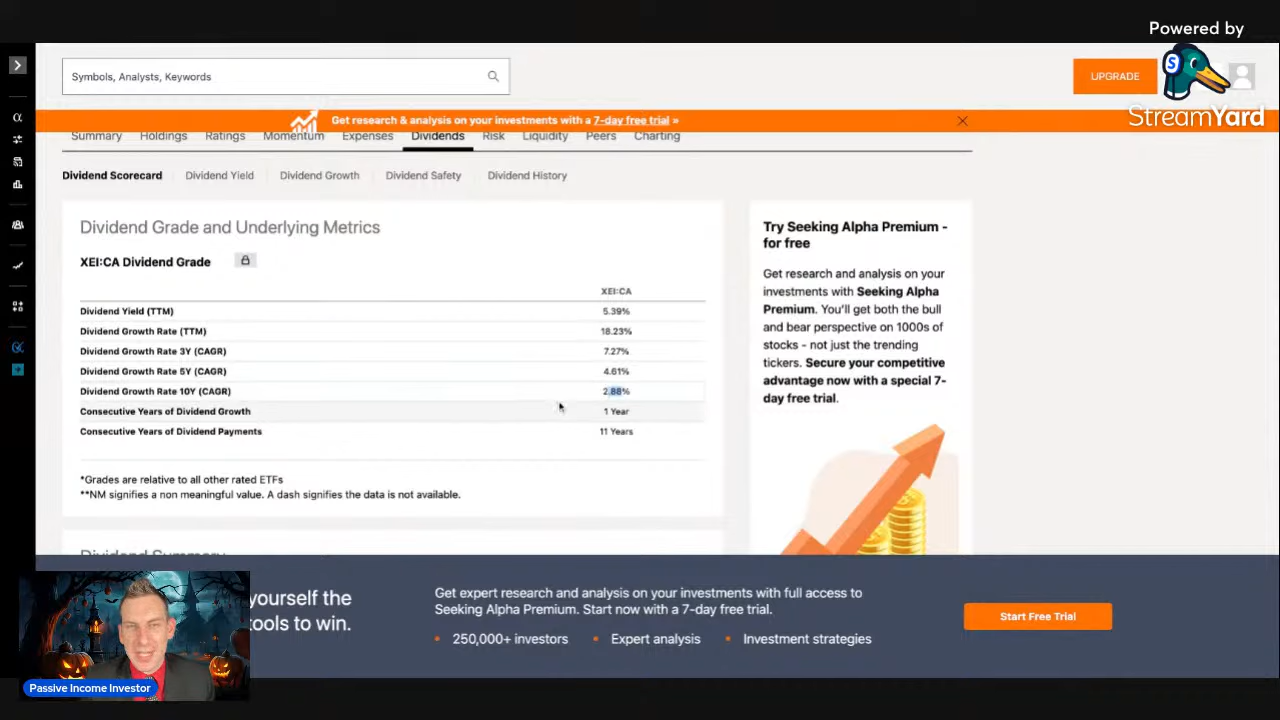 Powered by
StreamYard
Symbols, Analysts, Keywords
UPGRADE
Get research & analysis on your investments with a 7-day free trial »
Summary Holdings Ratings Momentum Expenses Dividends Risk Liquidity Peers Charting
Dividend Scorecard Dividend Yield Dividend Growth Dividend Safety Dividend History
Dividend Grade and Underlying Metrics
XEI:CA Dividend Grade
XEI:CA
Dividend Yield (TTM) 5.39%
Dividend Growth Rate (TTM) 18.23%
Dividend Growth Rate 3Y (CAGR) 7.27%
Dividend Growth Rate 5Y (CAGR) 4.61%
Dividend Growth Rate 10Y (CAGR) 2.88%
Consecutive Years of Dividend Growth 1 Year
Consecutive Years of Dividend Payments 11 Years
*Grades are relative to all other rated ETFs
**NM signifies a non meaningful value. A dash signifies the data is not available.
Dividend Summary
Try Seeking Alpha Premium -
for free
Get research and analysis on your
investments with Seeking Alpha
Premium. You'll get both the bull
and bear perspective on 1000s of
stocks - not just the trending
tickers. Secure your competitive
advantage now with a special 7-
day free trial.
yourself the
tools to win.
Get expert research and analysis on your investments with full access to
Seeking Alpha Premium. Start now with a 7-day free trial.
• 250,000+ investors • Expert analysis • Investment strategies
Start Free Trial
Passive Income Investor